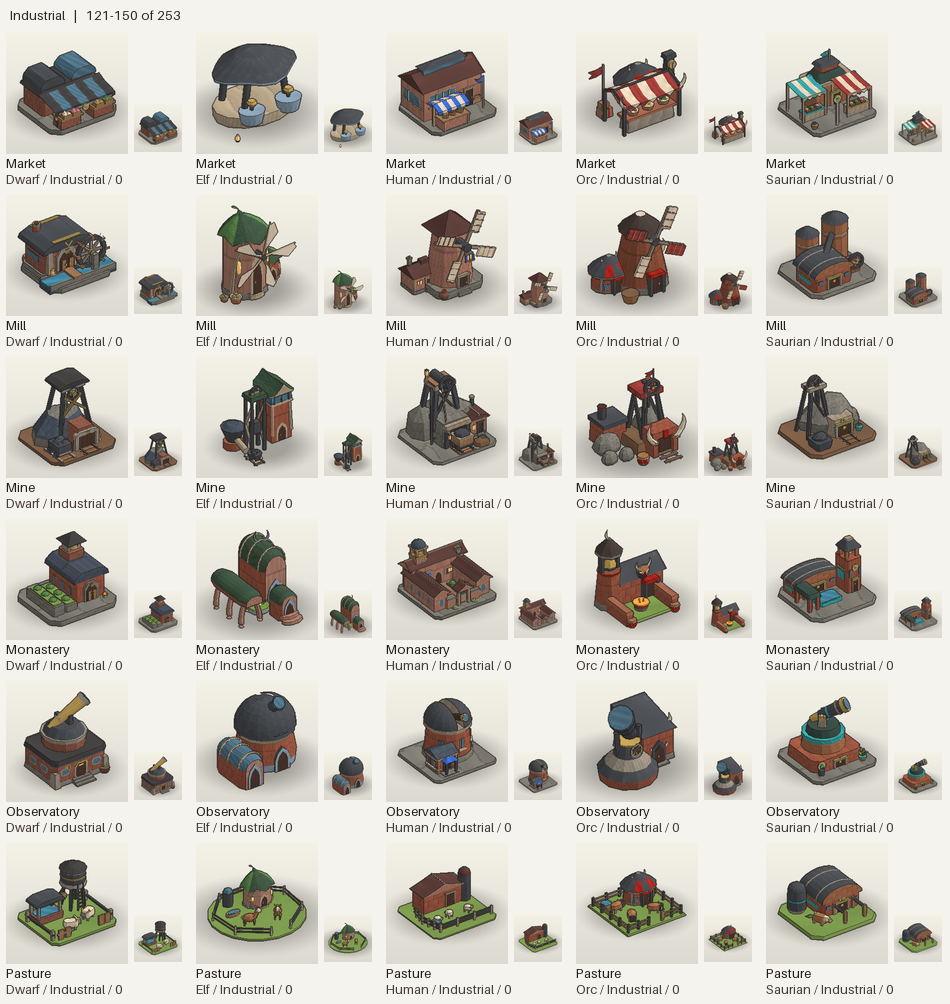 Industrial | 121-150 of 253
Market Market Market Market Market
Dwarf / Industrial / 0 Elf / Industrial / 0 Human / Industrial / 0 Orc / Industrial / 0 Saurian / Industrial / 0
Mill Mill Mill Mill Mill
Dwarf / Industrial / 0 Elf / Industrial / 0 Human / Industrial / 0 Orc / Industrial / 0 Saurian / Industrial / 0
Mine Mine Mine Mine Mine
Dwarf / Industrial / 0 Elf / Industrial / 0 Human / Industrial / 0 Orc / Industrial / 0 Saurian / Industrial / 0
Monastery Monastery Monastery Monastery Monastery
Dwarf / Industrial / 0 Elf / Industrial / 0 Human / Industrial / 0 Orc / Industrial / 0 Saurian / Industrial / 0
Observatory Observatory Observatory Observatory Observatory
Dwarf / Industrial / 0 Elf / Industrial / 0 Human / Industrial / 0 Orc / Industrial / 0 Saurian / Industrial / 0
Pasture Pasture Pasture Pasture Pasture
Dwarf / Industrial / 0 Elf / Industrial / 0 Human / Industrial / 0 Orc / Industrial / 0 Saurian / Industrial / 0